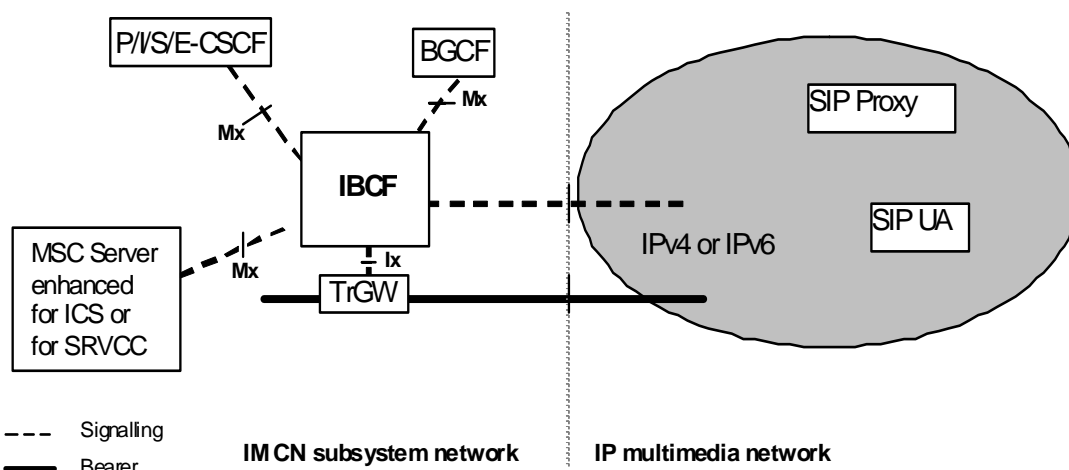 P/I/S/E-CSCF
BGCF
Mx
Mx
SIP Proxy
IBCF
SIP UA
MSC Server
enhanced
for ICS or
for SRVCC
Mx
Ix
IPv4 or IPv6
TrGW
Signalling
Bearer
IM CN subsystem network
IP multimedia network